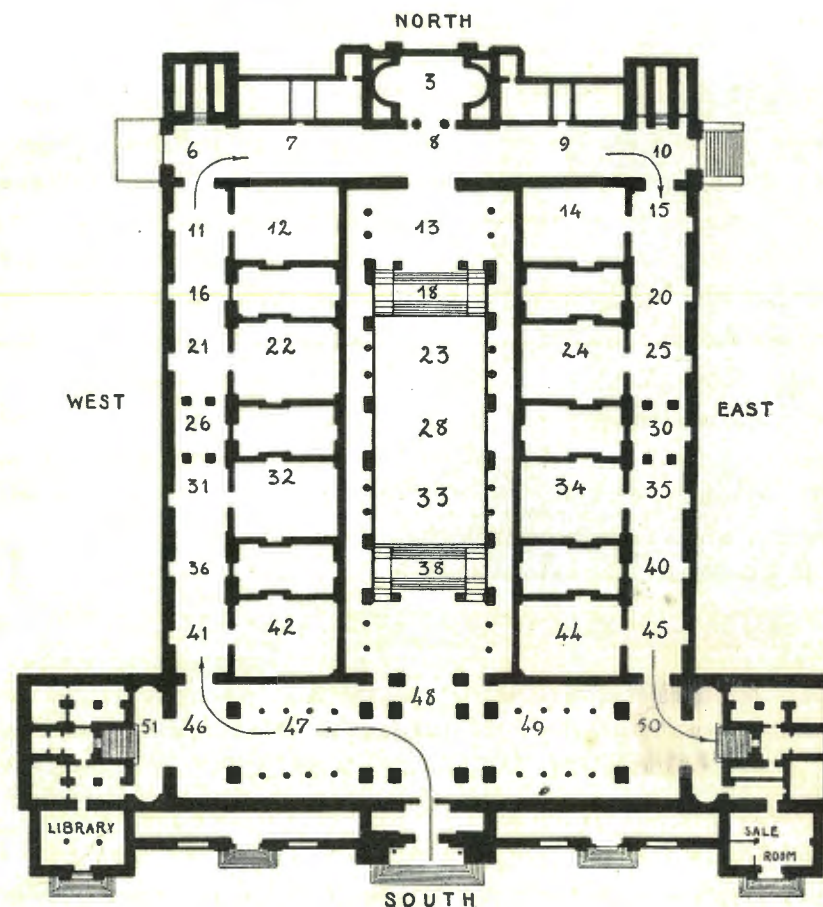 NORTH
3
6 7 8 9 10
11 12 13 14 15
16 18 20
21 22 23 24 25
WEST
EAST
26 28 30
31 32 33 34 35
36 38 40
41 42 44 45
48
51 46 47 49 50
LIBRARY
SALE
ROOM
SOUTH